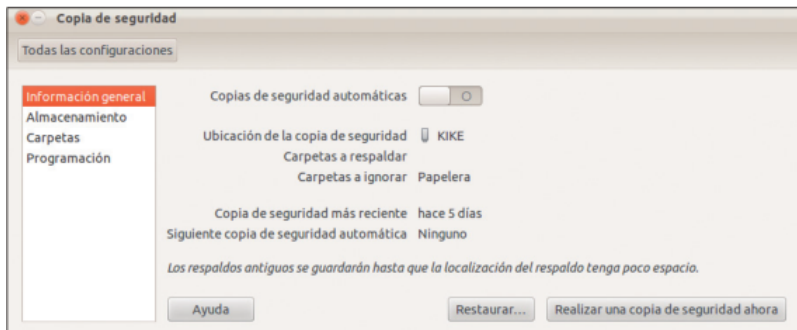 Copia de seguridad
Todas las configuraciones
Información general
Almacenamiento
Carpetas
Programación
Copias de seguridad automáticas
Ubicación de la copia de seguridad KIKE
Carpetas a respaldar
Carpetas a ignorar Papelera
Copia de seguridad más reciente hace 5 días
Siguiente copia de seguridad automática Ninguno
Los respaldos antiguos se guardarán hasta que la localización del respaldo tenga poco espacio.
Ayuda
Restaurar...
Realizar una copia de seguridad ahora